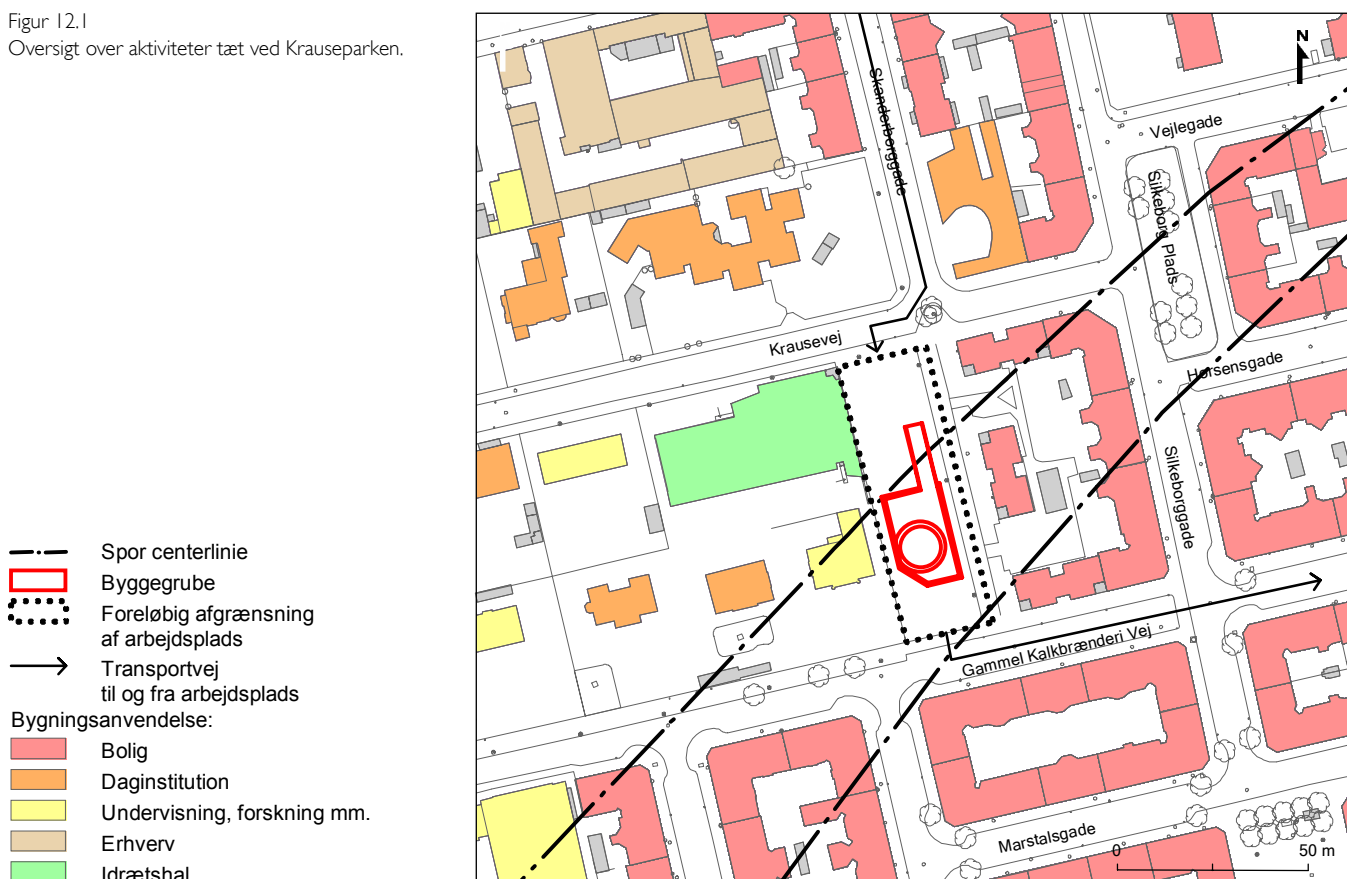 Figur 12.1
Oversigt over aktiviteter tæt ved Krauseparken.
N
Skanderborggade
Vejlegade
Silkeborg Plads
Krausevej
Horsensgade
Silkeborggade
Gammel Kalkbrænderi Vej
Marstalsgade
0 50 m
Spor centerlinie
Byggegrube
Foreløbig afgrænsning
af arbejdsplads
Transportvej
til og fra arbejdsplads
Bygningsanvendelse:
Bolig
Daginstitution
Undervisning, forskning mm.
Erhverv
Idrætshal